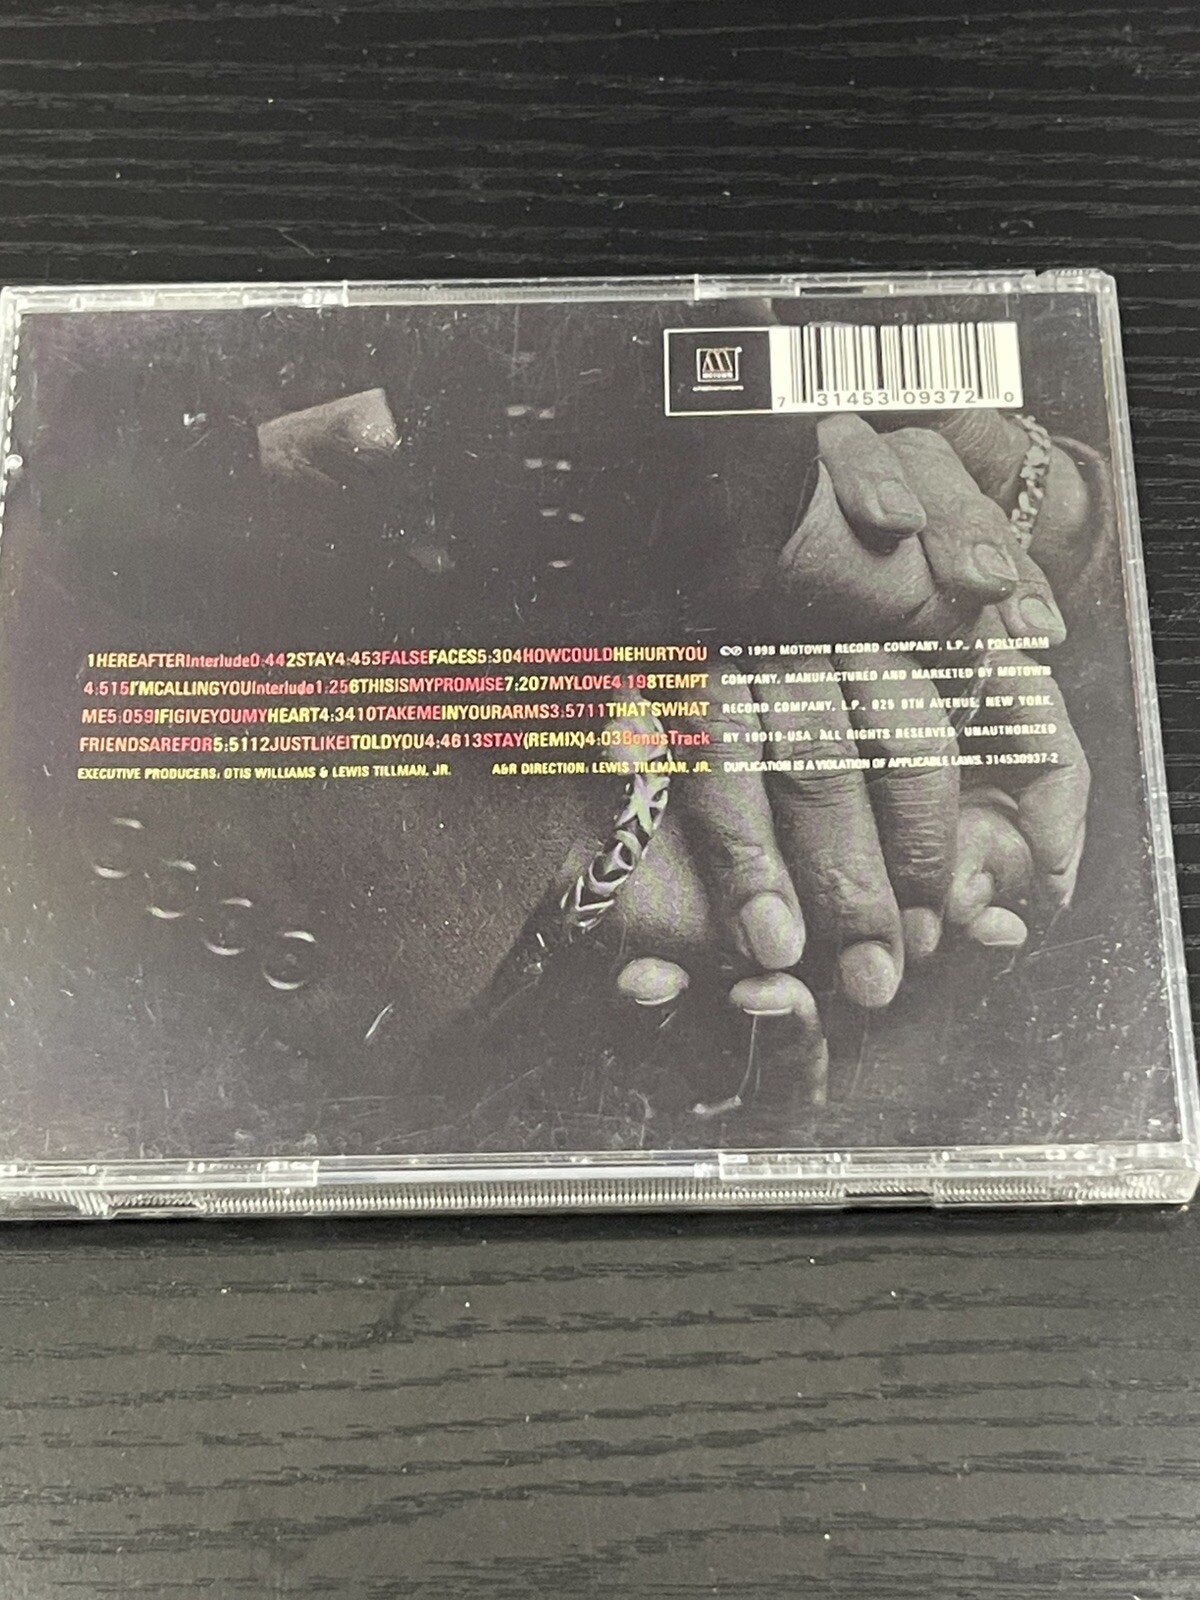 MOTOWN
7 31453 09372 0
1HEREAFTERInterlude0:442STAY4:453FALSEFACES5:304HOWCOULDHEHURTYOU
4:515I'MCALLINGYOUInterlude1:256THISISMYPROMISE7:207MYLOVE4:198TEMPT
ME5:059IFIGIVEYOUMYHEART4:3410TAKEMEINYOURARMS3:5711THAT'SWHAT
FRIENDSAREFOR5:5112JUSTLIKEITOLDYOU4:4613STAY(REMIX)4:03BonusTrack
EXECUTIVE PRODUCERS: OTIS WILLIAMS & LEWIS TILLMAN, JR. A&R DIRECTION: LEWIS TILLMAN, JR.
©℗ 1998 MOTOWN RECORD COMPANY, L.P., A POLYGRAM
COMPANY. MANUFACTURED AND MARKETED BY MOTOWN
RECORD COMPANY, L.P., 825 8TH AVENUE, NEW YORK,
NY 10019-USA. ALL RIGHTS RESERVED. UNAUTHORIZED
DUPLICATION IS A VIOLATION OF APPLICABLE LAWS. 314530937-2